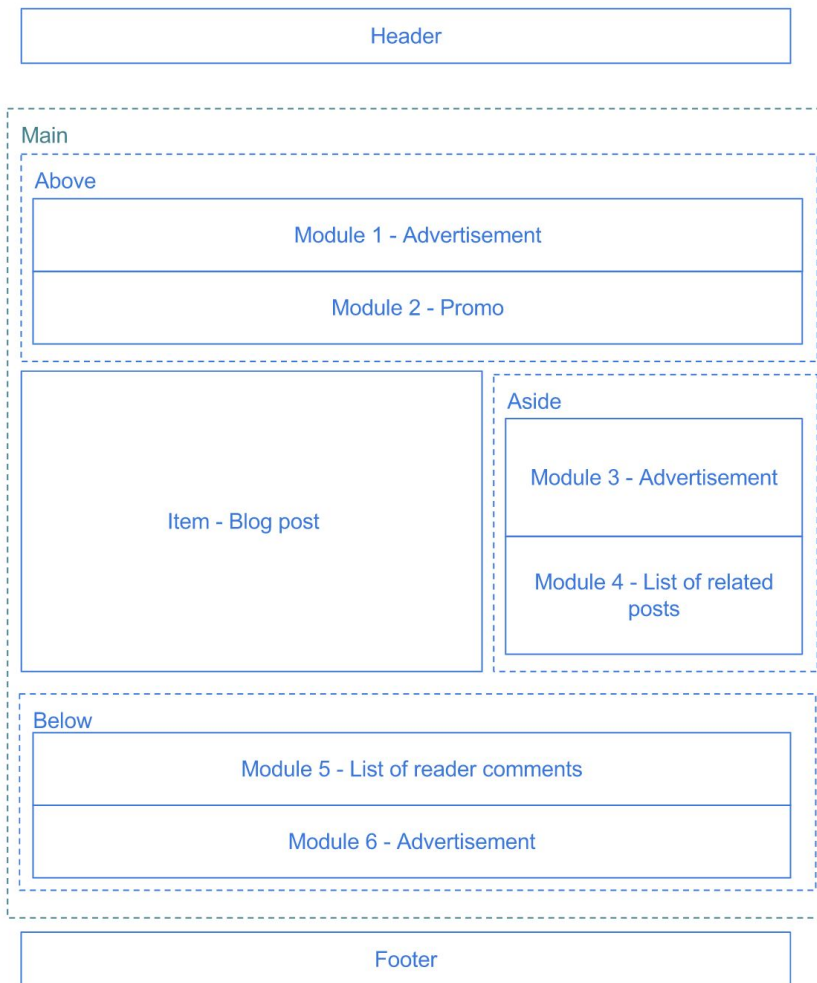 Header
Main
Above
Module 1 - Advertisement
Module 2 - Promo
Item - Blog post
Aside
Module 3 - Advertisement
Module 4 - List of related
posts
Below
Module 5 - List of reader comments
Module 6 - Advertisement
Footer